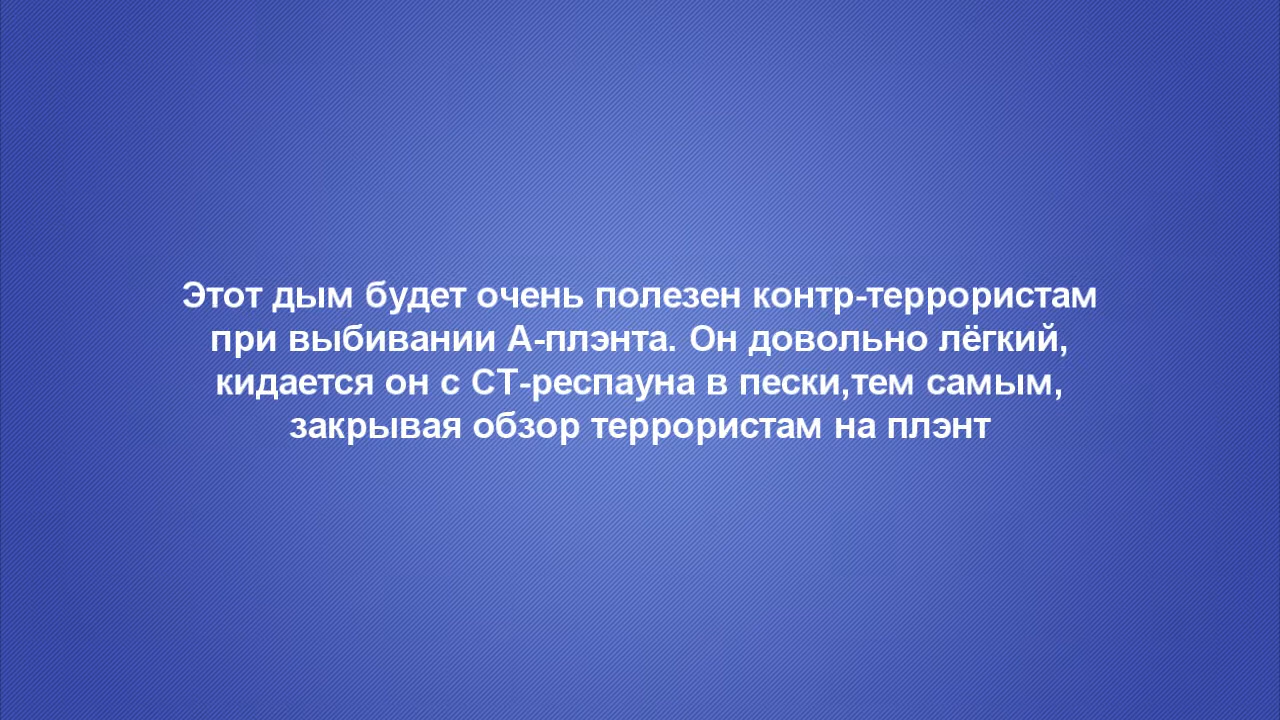 Этот дым будет очень полезен контр-террористам
при выбивании А-плэнта. Он довольно лёгкий,
кидается он с СТ-респауна в пески,тем самым,
закрывая обзор террористам на плэнт